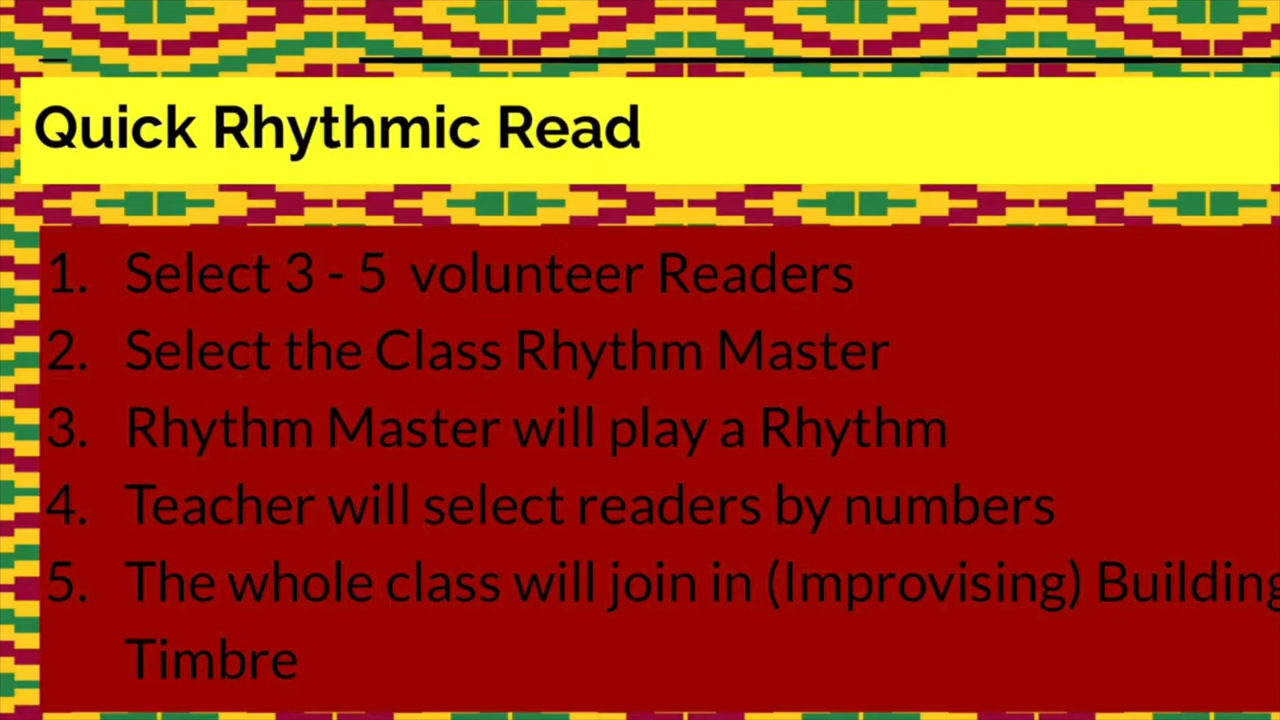 Quick Rhythmic Read
1. Select 3 - 5 volunteer Readers
2. Select the Class Rhythm Master
3. Rhythm Master will play a Rhythm
4. Teacher will select readers by numbers
5. The whole class will join in (Improvising) Building
Timbre